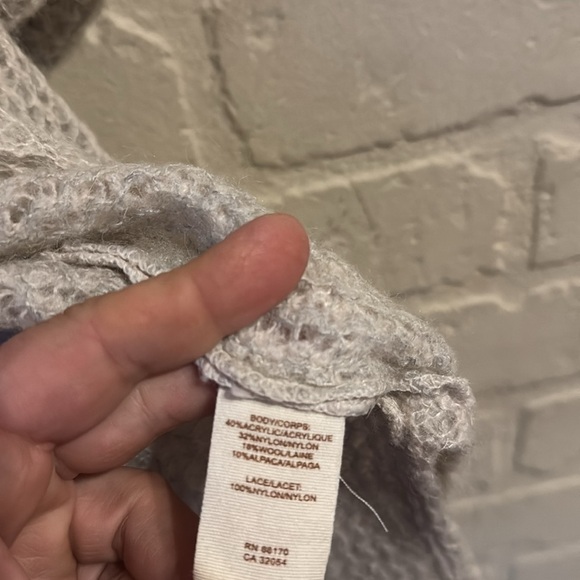 BODY/CORPS:
40%ACRYLIC/ACRYLIQUE
32%NYLON/NYLON
18%WOOL/LAINE
10%ALPACA/ALPAGA
LACE/LACET:
100%NYLON/NYLON
RN 86170
CA 32054